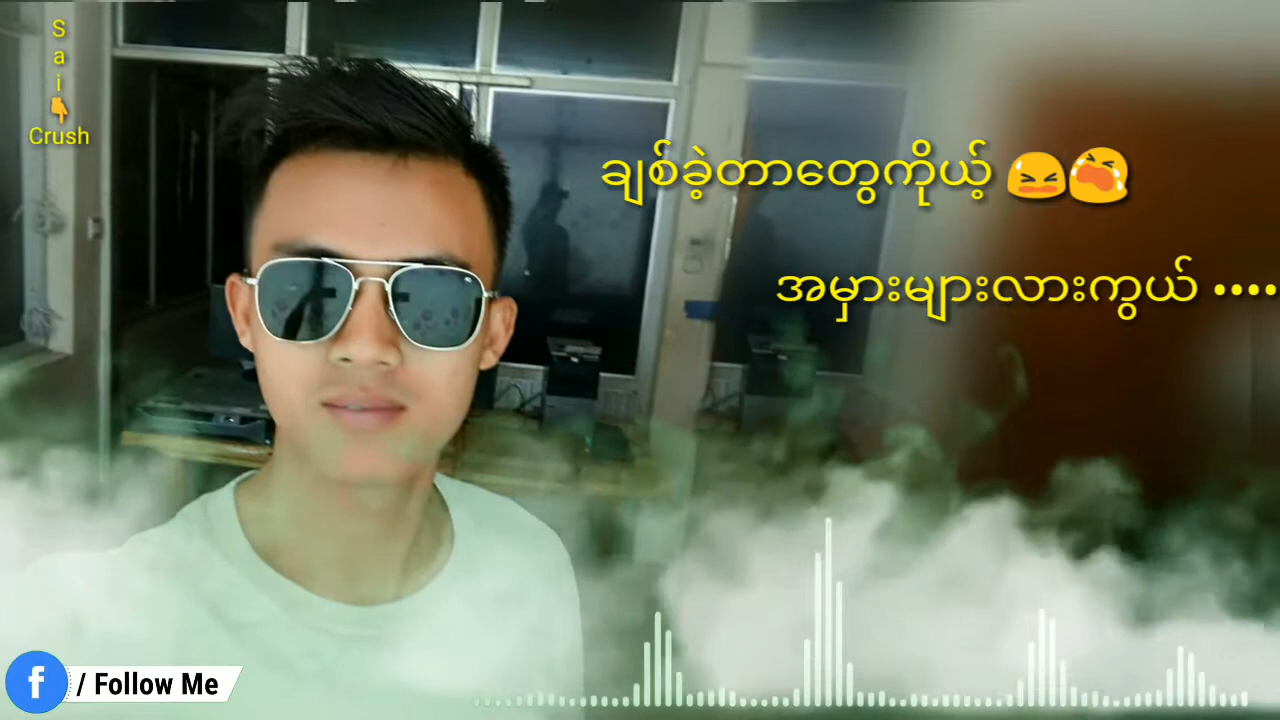 S
a
i
👇
Crush
ချစ်ခဲ့တာတွေကိုယ့် 😫😭
အမှားများလားကွယ် ••••
f / Follow Me